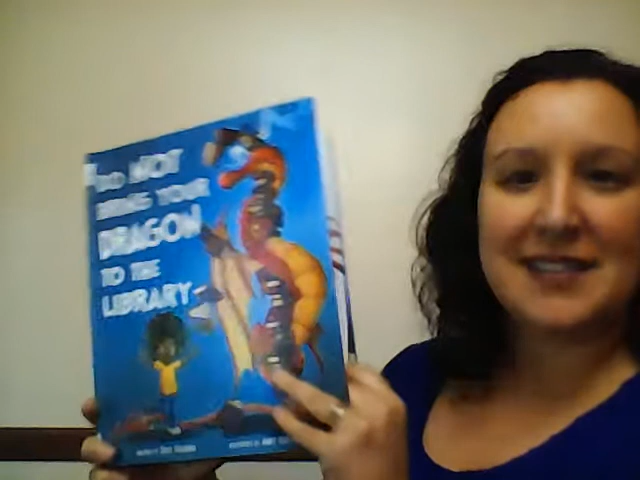 DO NOT
BRING YOUR
DRAGON
TO THE
LIBRARY